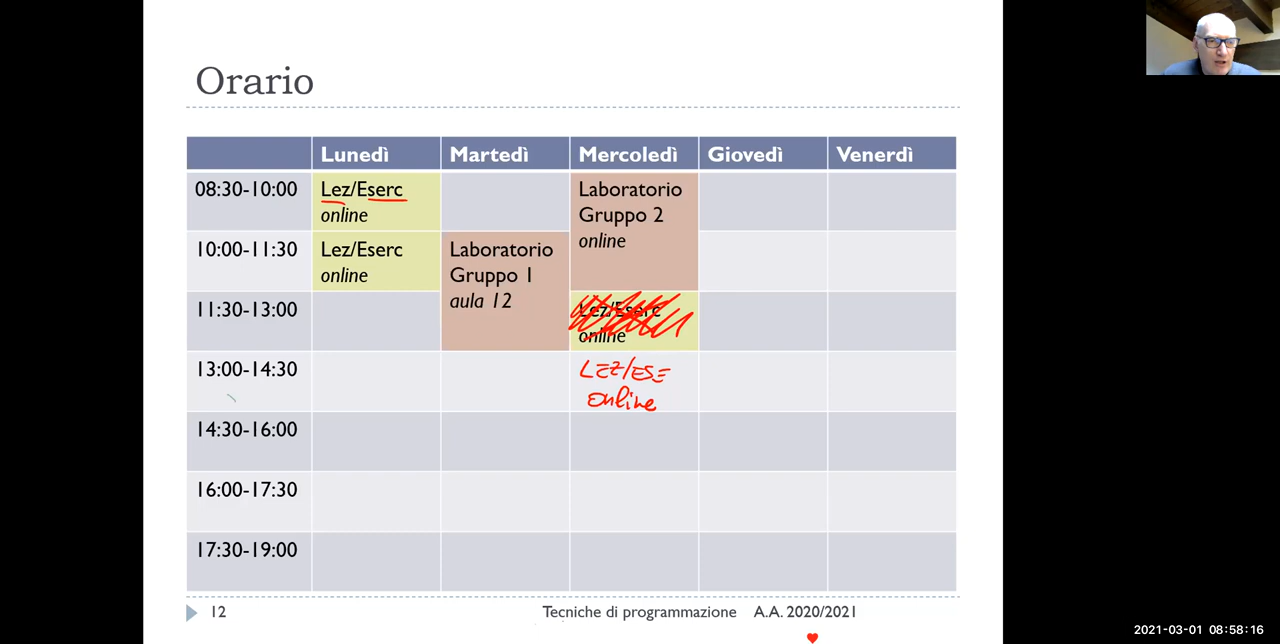 Orario
Lunedì Martedì Mercoledì Giovedì Venerdì
08:30-10:00 Lez/Eserc online Laboratorio Gruppo 2 online
10:00-11:30 Lez/Eserc online Laboratorio Gruppo 1 aula 12
11:30-13:00 Lez/Eserc online
13:00-14:30 LEZ/ESE online
14:30-16:00
16:00-17:30
17:30-19:00
12 Tecniche di programmazione A.A. 2020/2021
2021-03-01 08:58:16